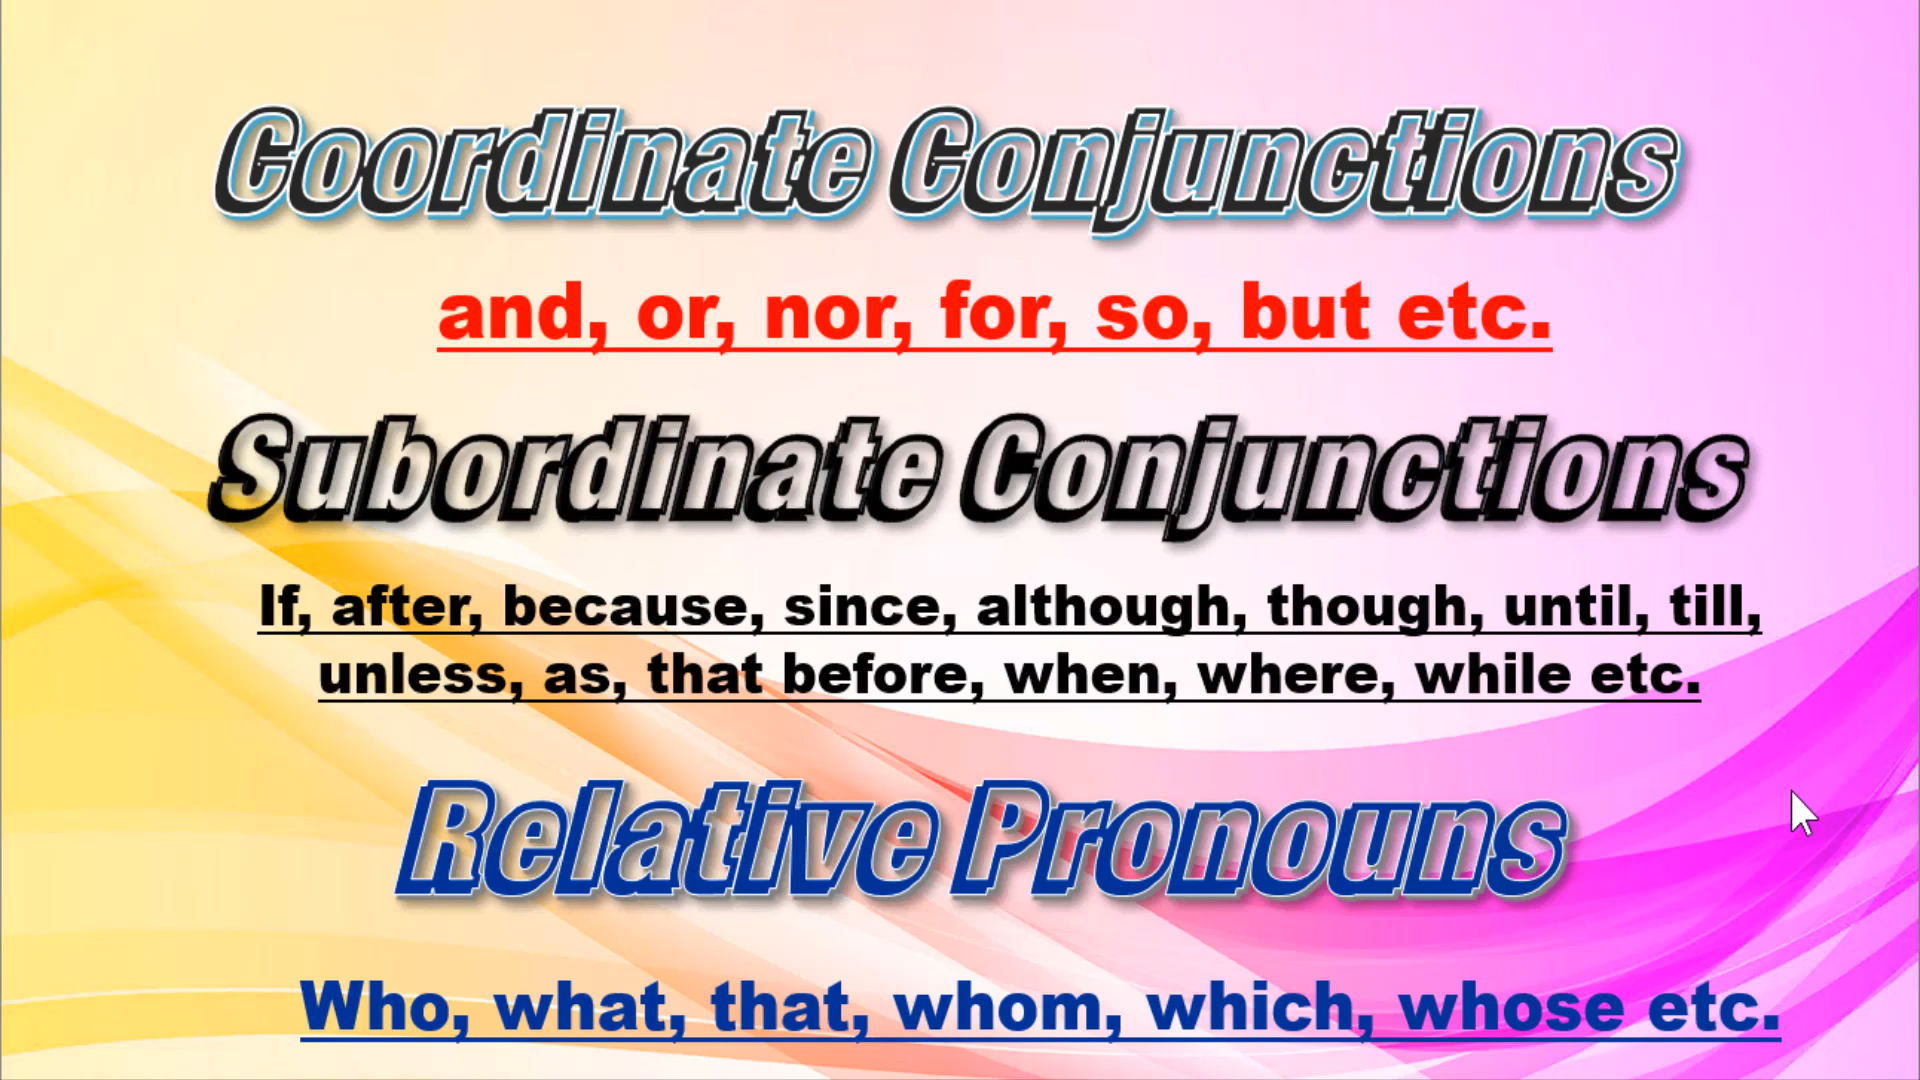 Coordinate Conjunctions
and, or, nor, for, so, but etc.
Subordinate Conjunctions
If, after, because, since, although, though, until, till,
unless, as, that before, when, where, while etc.
Relative Pronouns
Who, what, that, whom, which, whose etc.